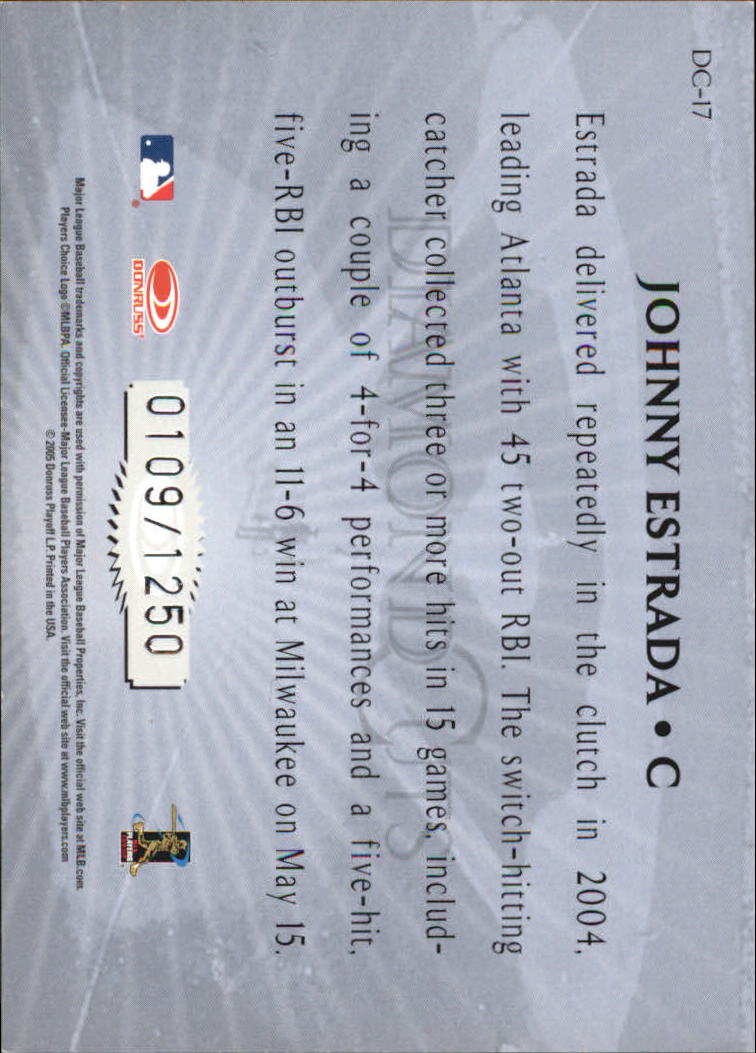 DC-17
JOHNNY ESTRADA • C
Estrada delivered repeatedly in the clutch in 2004,
leading Atlanta with 45 two-out RBI. The switch-hitting
catcher collected three or more hits in 15 games, includ-
ing a couple of 4-for-4 performances and a five-hit,
five-RBI outburst in an 11-6 win at Milwaukee on May 15.
DIAMOND CUTS
DONRUSS
0109/1250
PLAYERS
Major League Baseball trademarks and copyrights are used with permission of Major League Baseball Properties, Inc. Visit the official web site at MLB.com.
Players Choice Logo ©MLBPA, Official Licensee-Major League Baseball Players Association. Visit the official web site at www.mlbplayers.com
© 2005 Donruss Playoff L.P. Printed in the USA.